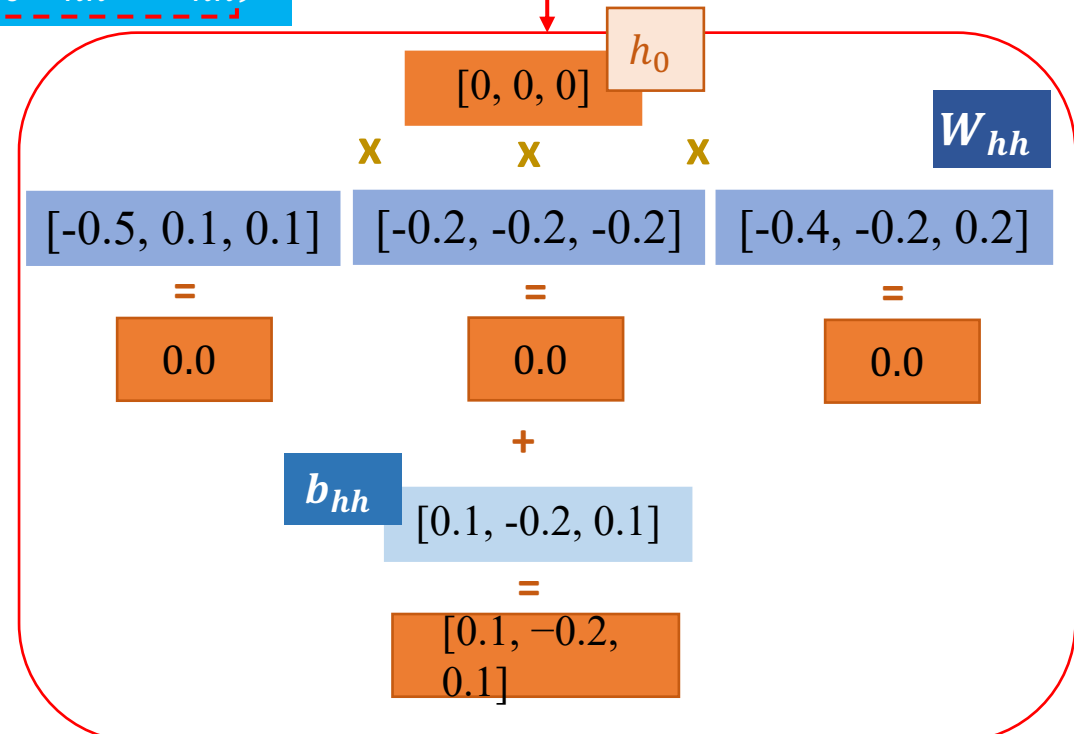 h₀
[0, 0, 0]
W_hh
x x x
[-0.5, 0.1, 0.1] [-0.2, -0.2, -0.2] [-0.4, -0.2, 0.2]
= = =
0.0 0.0 0.0
+
b_hh
[0.1, -0.2, 0.1]
=
[0.1, −0.2,
0.1]